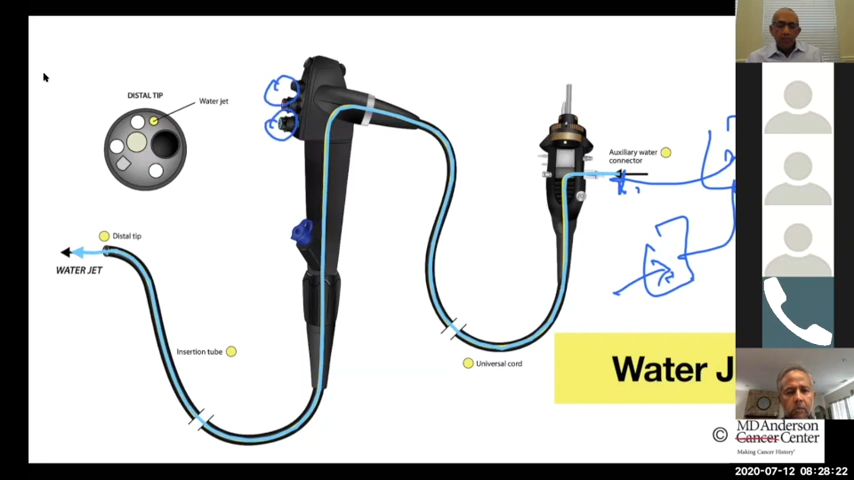 DISTAL TIP
Water jet
Auxiliary water
connector
Distal tip
WATER JET
Insertion tube
Universal cord
Water J
© MDAnderson
Cancer Center
Making Cancer History®
2020-07-12 08:28:22